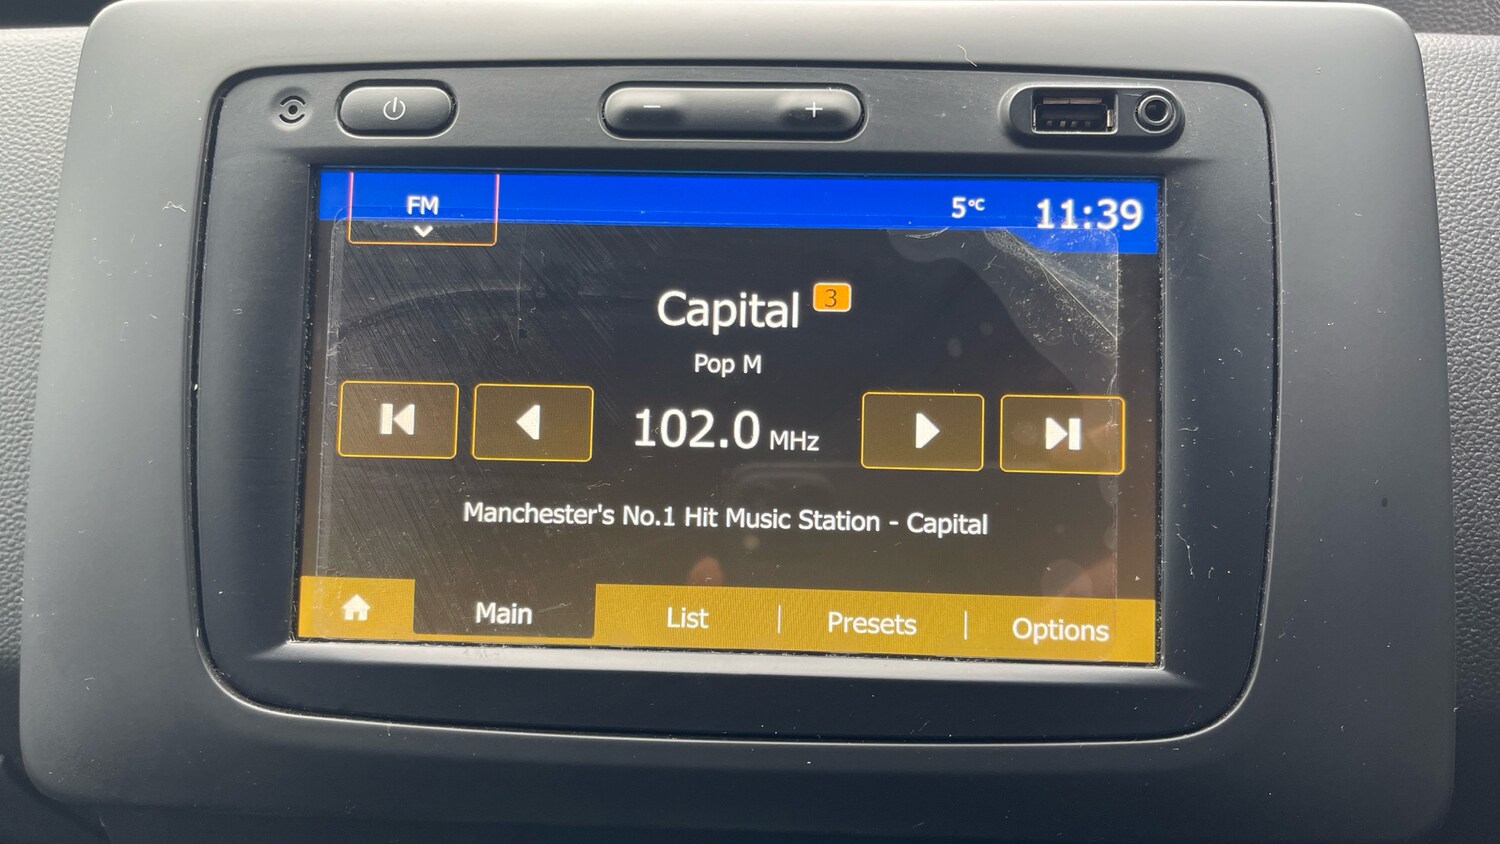 FM
5°C
11:39
Capital 3
Pop M
102.0 MHz
Manchester's No.1 Hit Music Station - Capital
Main
List
Presets
Options